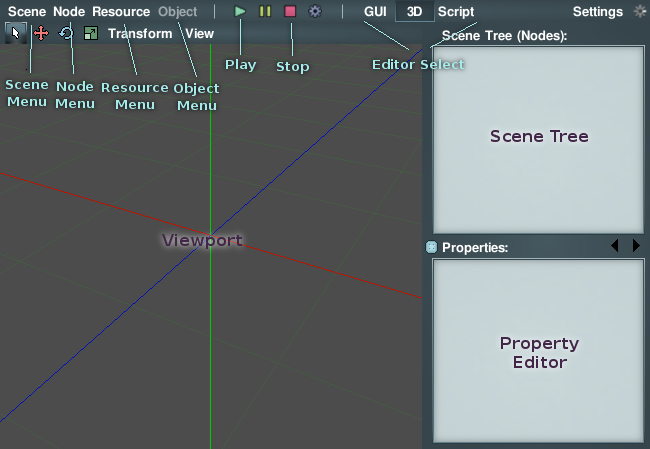 Scene Node Resource Object GUI 3D Script Settings
Transform View
Scene Tree (Nodes):
Play
Stop
Editor Select
Scene
Menu
Node
Menu
Resource
Menu
Object
Menu
Scene Tree
Viewport
Properties:
Property
Editor